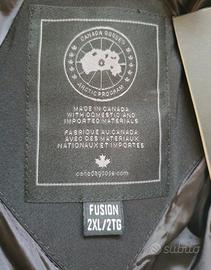 CANADA GOOSE
ARCTIC PROGRAM
MADE IN CANADA
WITH DOMESTIC AND
IMPORTED MATERIALS
FABRIQUÉ AU CANADA
AVEC DES MATÉRIAUX
NATIONAUX ET IMPORTÉS
canadagoose.com
FUSION
2XL/2TG
subito